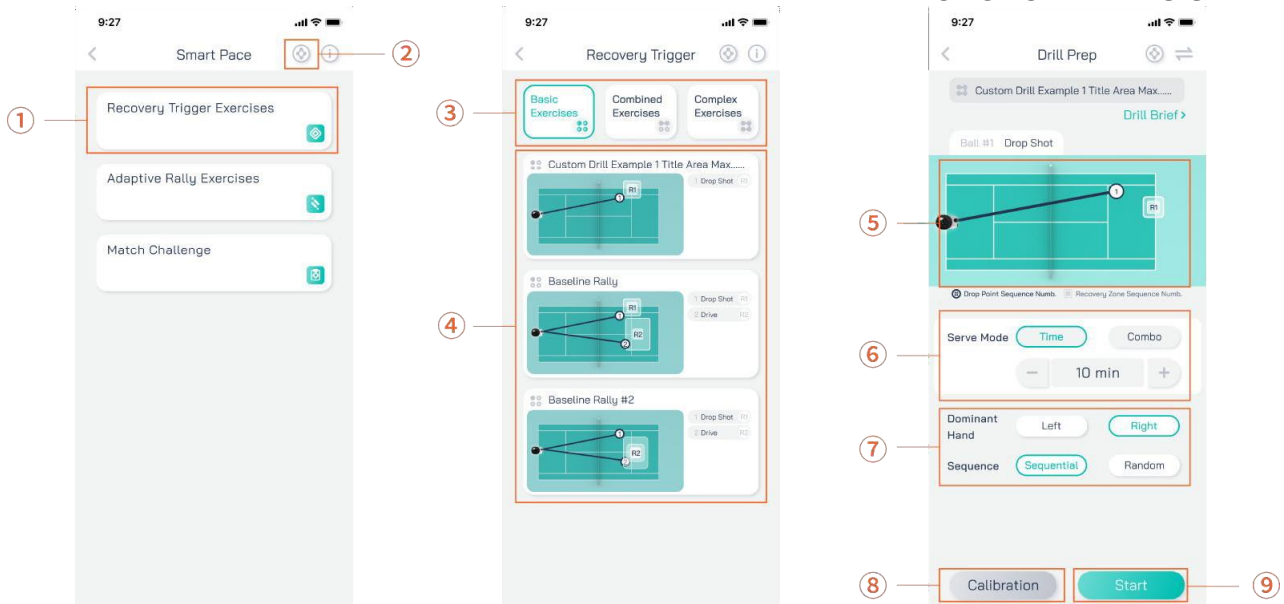 9:27
Smart Pace
②
①
Recovery Trigger Exercises
Adaptive Rally Exercises
Match Challenge
9:27
Recovery Trigger
③
Basic Exercises
Combined Exercises
Complex Exercises
④
Custom Drill Example 1 Title Area Max......
R1
1
1 Drop Shot R1
Baseline Rally
R1
1
R2
2
1 Drop Shot R1
2 Drive R2
Baseline Rally #2
1
R2
2
1 Drop Shot R1
2 Drive R2
9:27
Drill Prep
Custom Drill Example 1 Title Area Max......
Drill Brief >
Ball #1 Drop Shot
⑤
1
R1
Drop Point Sequence Numb. Recovery Zone Sequence Numb.
⑥
Serve Mode Time Combo
− 10 min +
⑦
Dominant Hand Left Right
Sequence Sequential Random
⑧
Calibration
Start
⑨